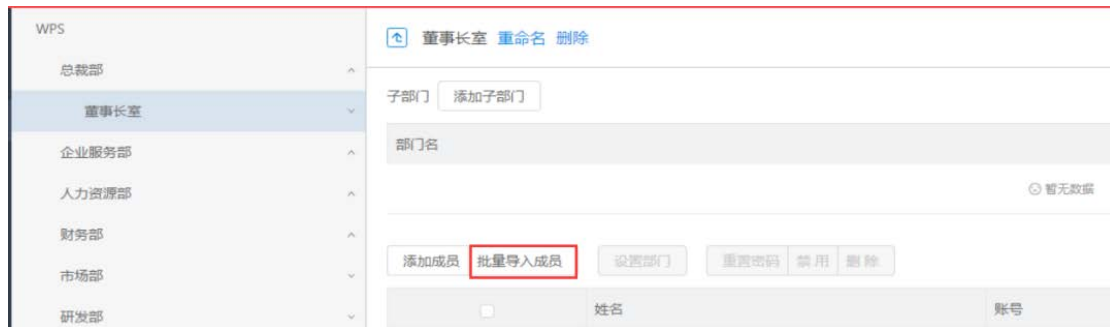 WPS
总裁部
董事长室
企业服务部
人力资源部
财务部
市场部
研发部
董事长室 重命名 删除
子部门 添加子部门
部门名
暂无数据
添加成员 批量导入成员 设置部门 重置密码 禁用 删除
姓名 账号